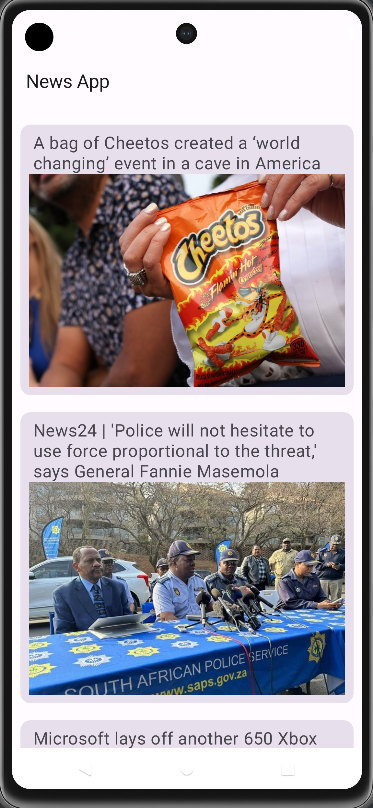 News App
A bag of Cheetos created a ‘world
changing’ event in a cave in America
Cheetos
Flamin' Hot
News24 | 'Police will not hesitate to
use force proportional to the threat,'
says General Fannie Masemola
SOUTH AFRICAN POLICE SERVICE
www.saps.gov.za
Microsoft lays off another 650 Xbox